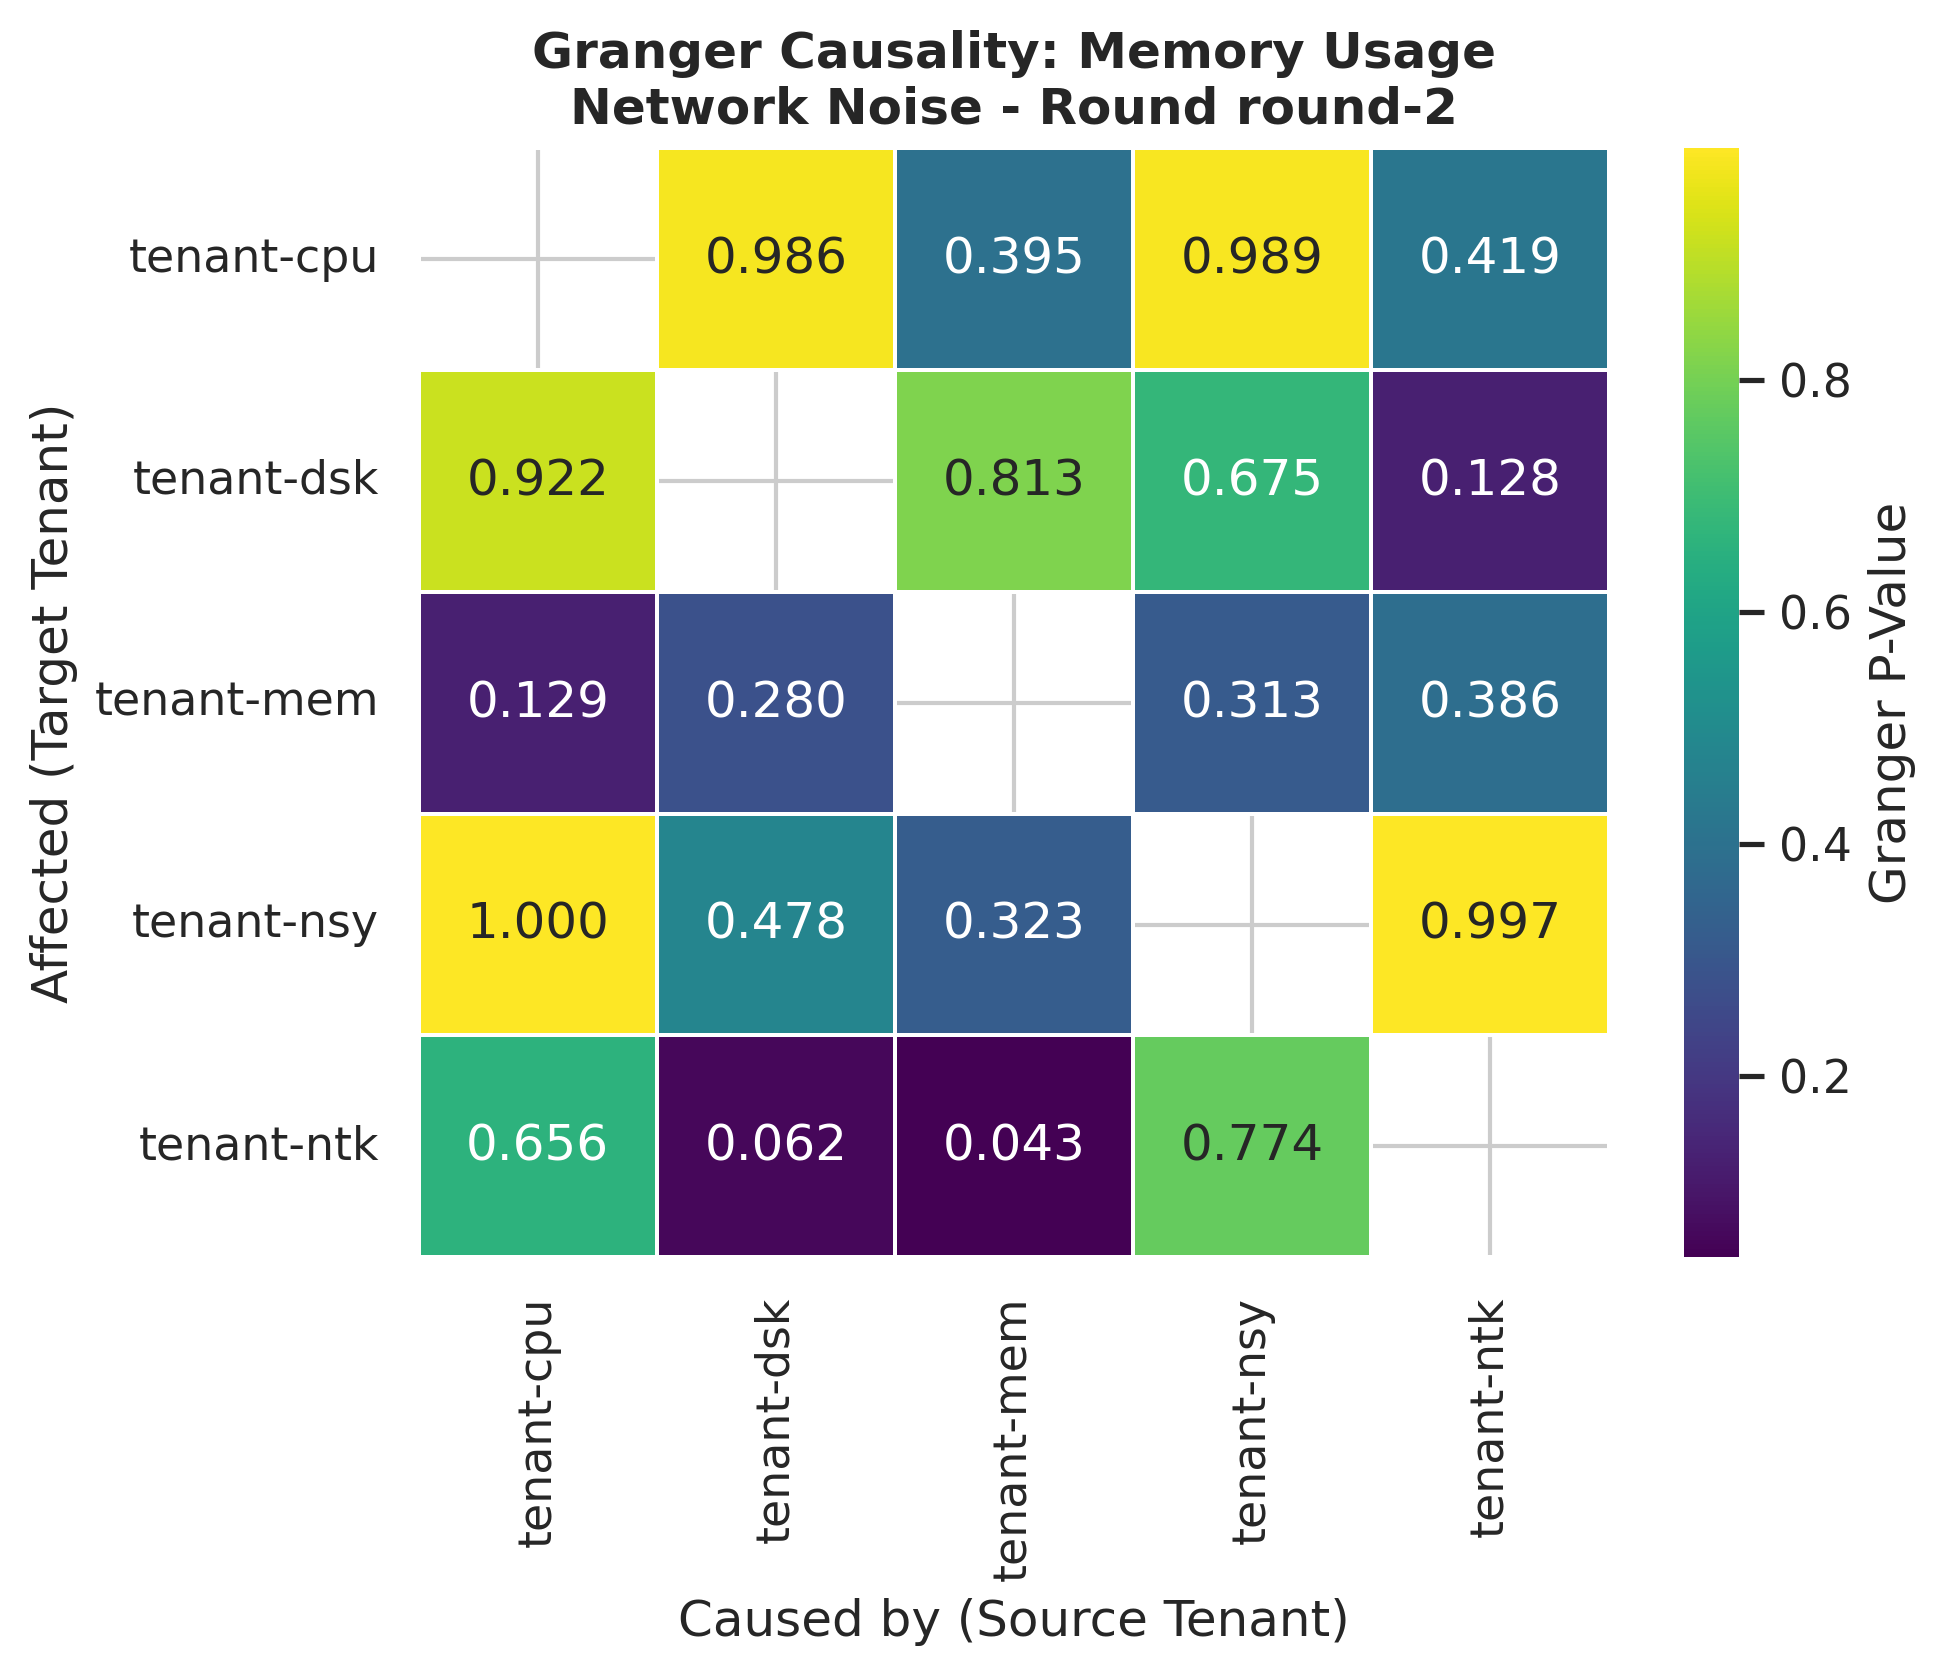 Granger Causality: Memory Usage
Network Noise - Round round-2
Affected (Target Tenant)
tenant-cpu 0.986 0.395 0.989 0.419
tenant-dsk 0.922 0.813 0.675 0.128
tenant-mem 0.129 0.280 0.313 0.386
tenant-nsy 1.000 0.478 0.323 0.997
tenant-ntk 0.656 0.062 0.043 0.774
tenant-cpu
tenant-dsk
tenant-mem
tenant-nsy
tenant-ntk
Caused by (Source Tenant)
0.8
0.6
0.4
0.2
Granger P-Value